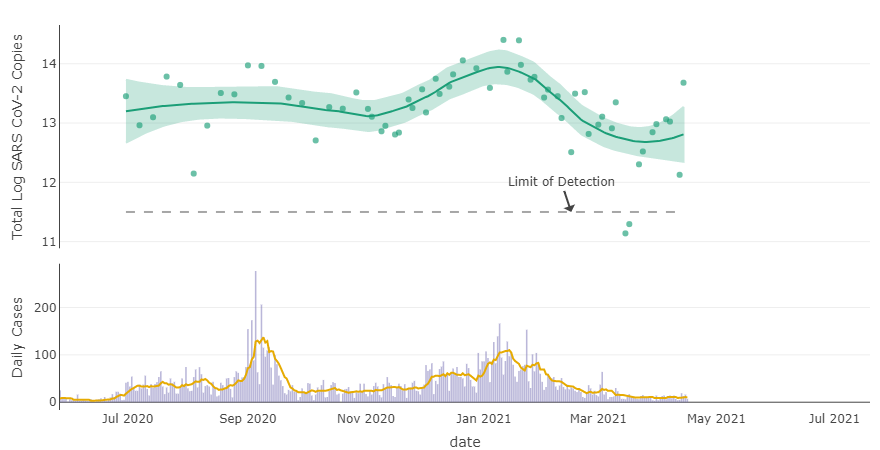 Total Log SARS CoV-2 Copies
14
13
12
11
Limit of Detection
Daily Cases
200
100
0
Jul 2020
Sep 2020
Nov 2020
Jan 2021
Mar 2021
May 2021
Jul 2021
date